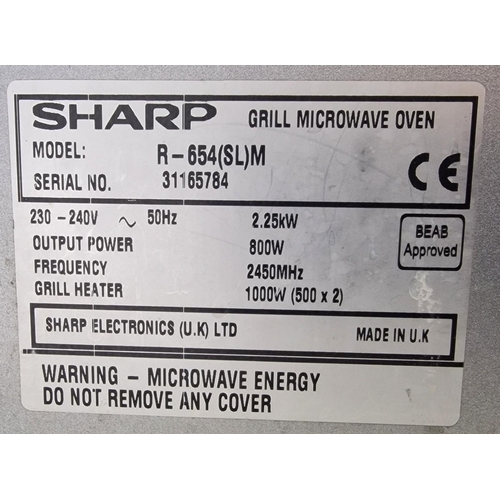 SHARP GRILL MICROWAVE OVEN
MODEL: R-654(SL)M
SERIAL NO. 31165784
230 - 240V ~ 50Hz 2.25kW
OUTPUT POWER 800W
FREQUENCY 2450MHz
GRILL HEATER 1000W (500 x 2)
BEAB
Approved
SHARP ELECTRONICS (U.K) LTD MADE IN U.K
WARNING - MICROWAVE ENERGY
DO NOT REMOVE ANY COVER